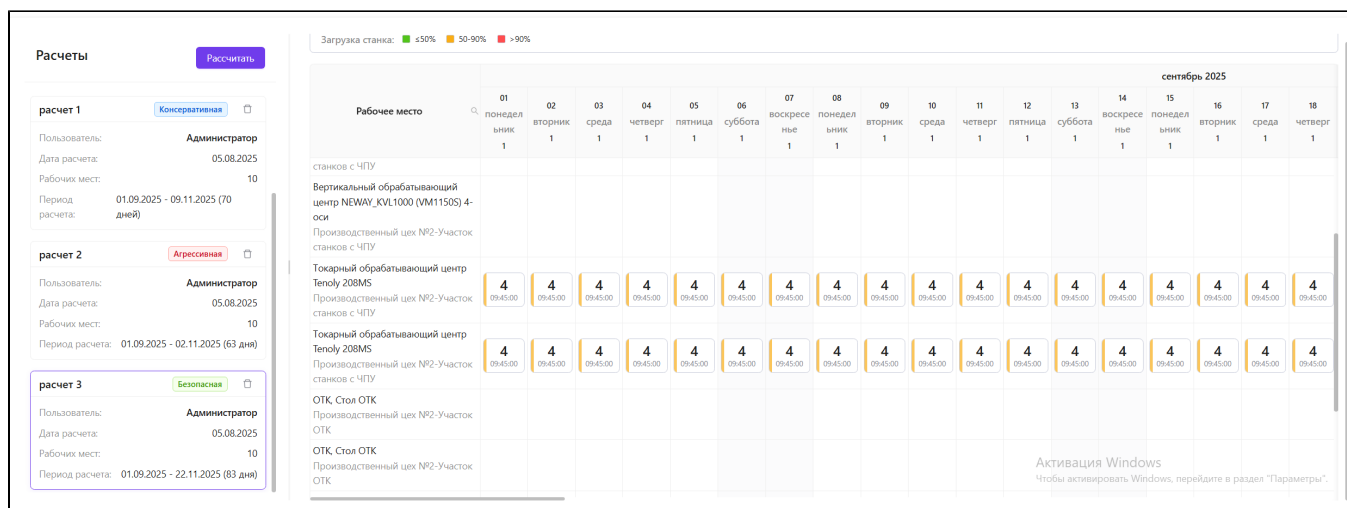 Загрузка станка: ≤50% 50-90% >90%
Расчеты
Рассчитать
расчет 1 Консервативная
Пользователь: Администратор
Дата расчета: 05.08.2025
Рабочих мест: 10
Период расчета: 01.09.2025 - 09.11.2025 (70 дней)
расчет 2 Агрессивная
Пользователь: Администратор
Дата расчета: 05.08.2025
Рабочих мест: 10
Период расчета: 01.09.2025 - 02.11.2025 (63 дня)
расчет 3 Безопасная
Пользователь: Администратор
Дата расчета: 05.08.2025
Рабочих мест: 10
Период расчета: 01.09.2025 - 22.11.2025 (83 дня)
сентябрь 2025
Рабочее место
01 понедельник 1
02 вторник 1
03 среда 1
04 четверг 1
05 пятница 1
06 суббота 1
07 воскресенье 1
08 понедельник 1
09 вторник 1
10 среда 1
11 четверг 1
12 пятница 1
13 суббота 1
14 воскресенье 1
15 понедельник 1
16 вторник 1
17 среда 1
18 четверг 1
станков с ЧПУ
Вертикальный обрабатывающий
центр NEWAY_KVL1000 (VM1150S) 4-
оси
Производственный цех №2-Участок
станков с ЧПУ
Токарный обрабатывающий центр
Tenoly 208MS
Производственный цех №2-Участок
станков с ЧПУ
4 4 4 4 4 4 4 4 4 4 4 4 4 4 4 4 4 4
09:45:00 09:45:00 09:45:00 09:45:00 09:45:00 09:45:00 09:45:00 09:45:00 09:45:00 09:45:00 09:45:00 09:45:00 09:45:00 09:45:00 09:45:00 09:45:00 09:45:00 09:45:00
Токарный обрабатывающий центр
Tenoly 208MS
Производственный цех №2-Участок
станков с ЧПУ
4 4 4 4 4 4 4 4 4 4 4 4 4 4 4 4 4 4
09:45:00 09:45:00 09:45:00 09:45:00 09:45:00 09:45:00 09:45:00 09:45:00 09:45:00 09:45:00 09:45:00 09:45:00 09:45:00 09:45:00 09:45:00 09:45:00 09:45:00 09:45:00
ОТК, Стол ОТК
Производственный цех №2-Участок
ОТК
ОТК, Стол ОТК
Производственный цех №2-Участок
ОТК
Активация Windows
Чтобы активировать Windows, перейдите в раздел "Параметры".